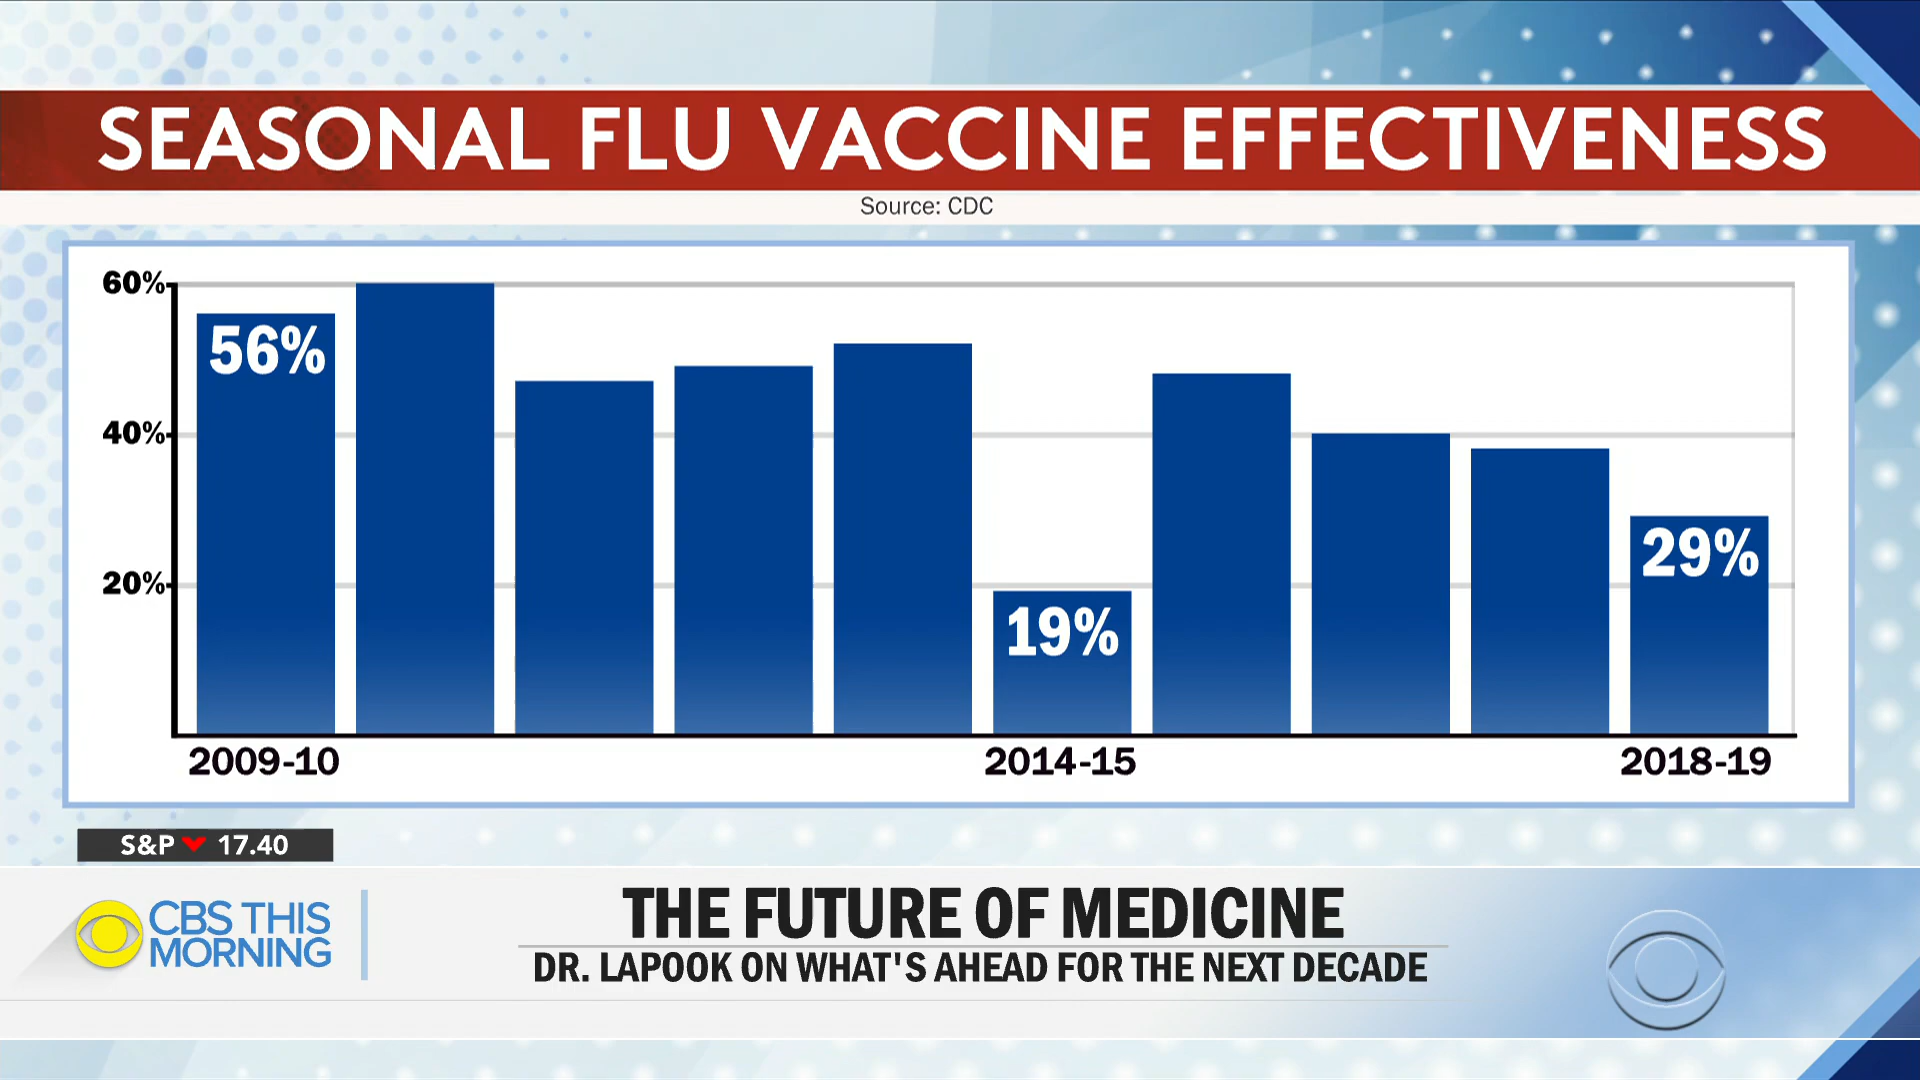 SEASONAL FLU VACCINE EFFECTIVENESS
Source: CDC
60%
56%
40%
20%
19%
29%
2009-10
2014-15
2018-19
S&P 17.40
CBS THIS
MORNING
THE FUTURE OF MEDICINE
DR. LAPOOK ON WHAT'S AHEAD FOR THE NEXT DECADE